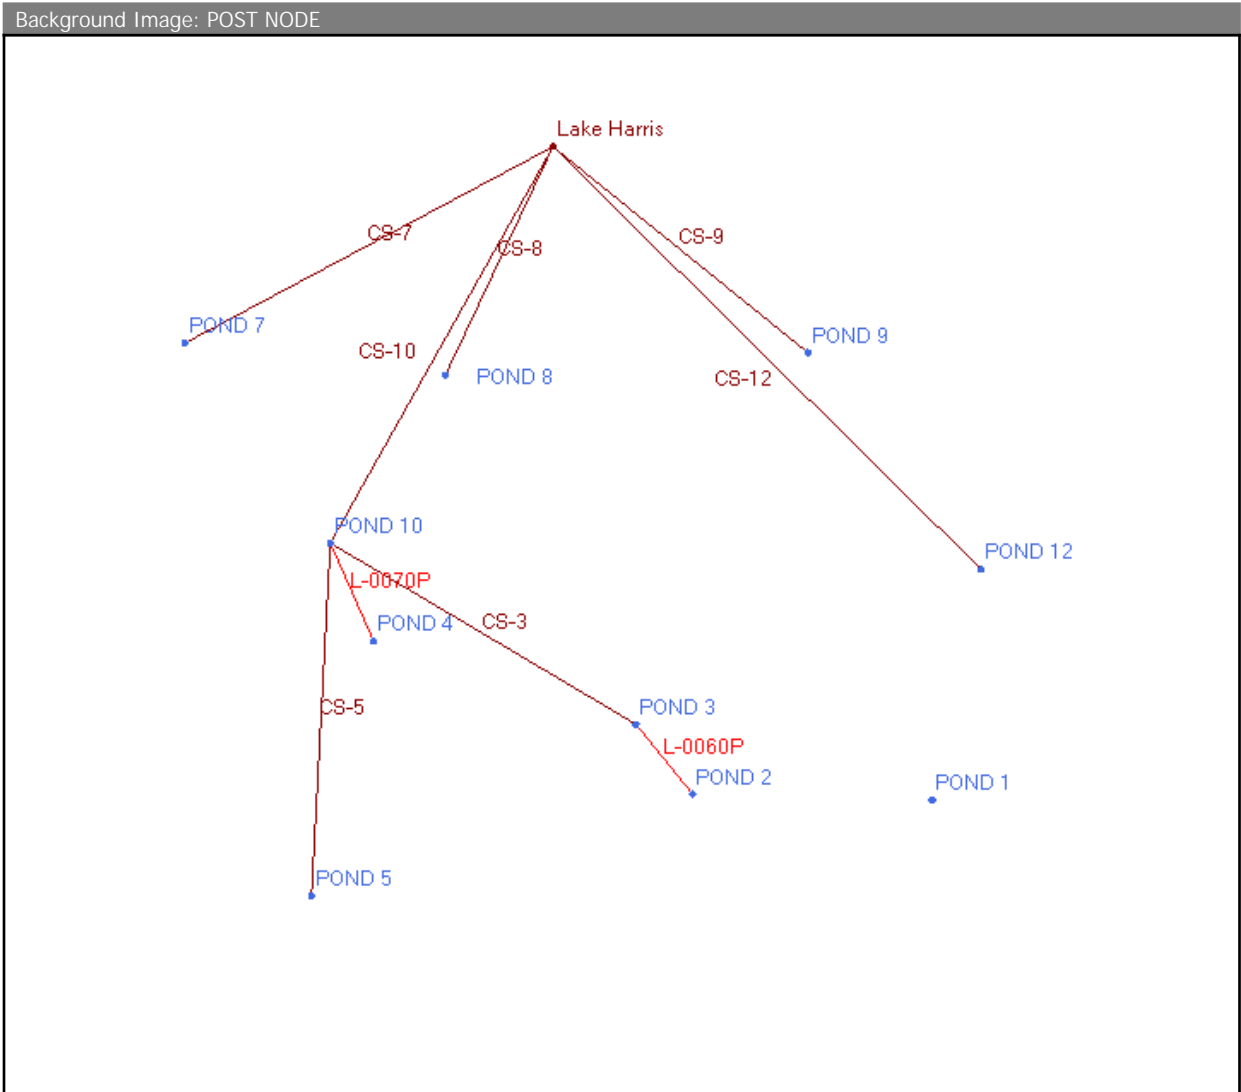 Background Image: POST NODE
Lake Harris
CS-7
CS-8
CS-9
POND 7
POND 9
CS-10
POND 8
CS-12
POND 10
POND 12
L-0070P
POND 4
CS-3
CS-5
POND 3
L-0060P
POND 2
POND 1
POND 5